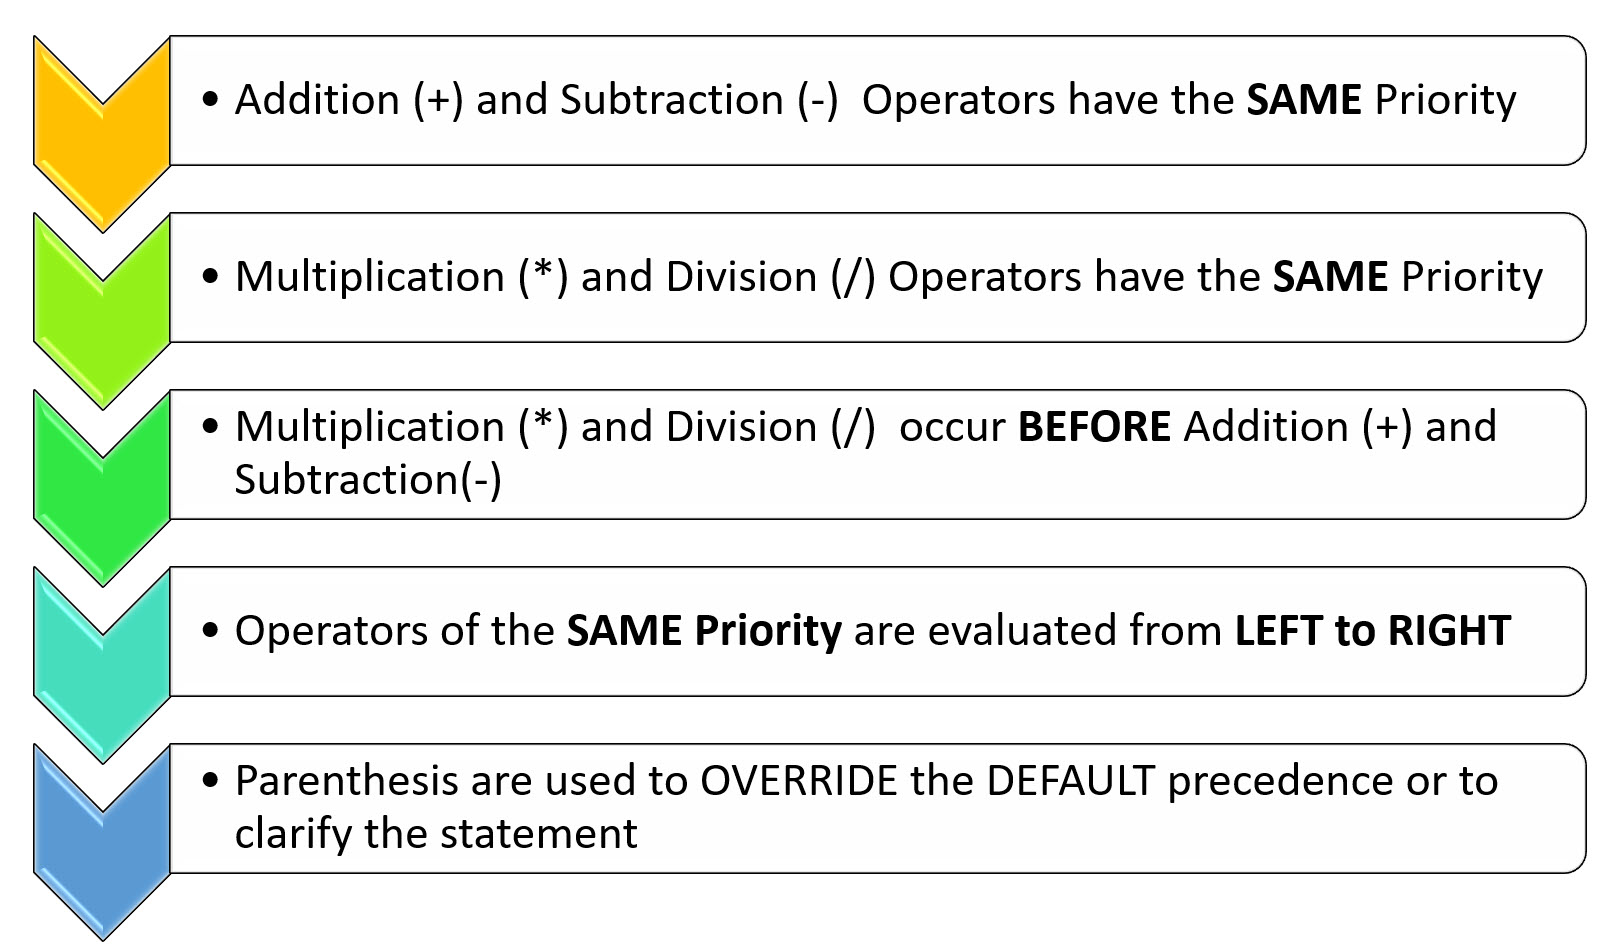 • Addition (+) and Subtraction (-)  Operators have the SAME Priority
• Multiplication (*) and Division (/) Operators have the SAME Priority
• Multiplication (*) and Division (/)  occur BEFORE Addition (+) and
Subtraction(-)
• Operators of the SAME Priority are evaluated from LEFT to RIGHT
• Parenthesis are used to OVERRIDE the DEFAULT precedence or to
clarify the statement